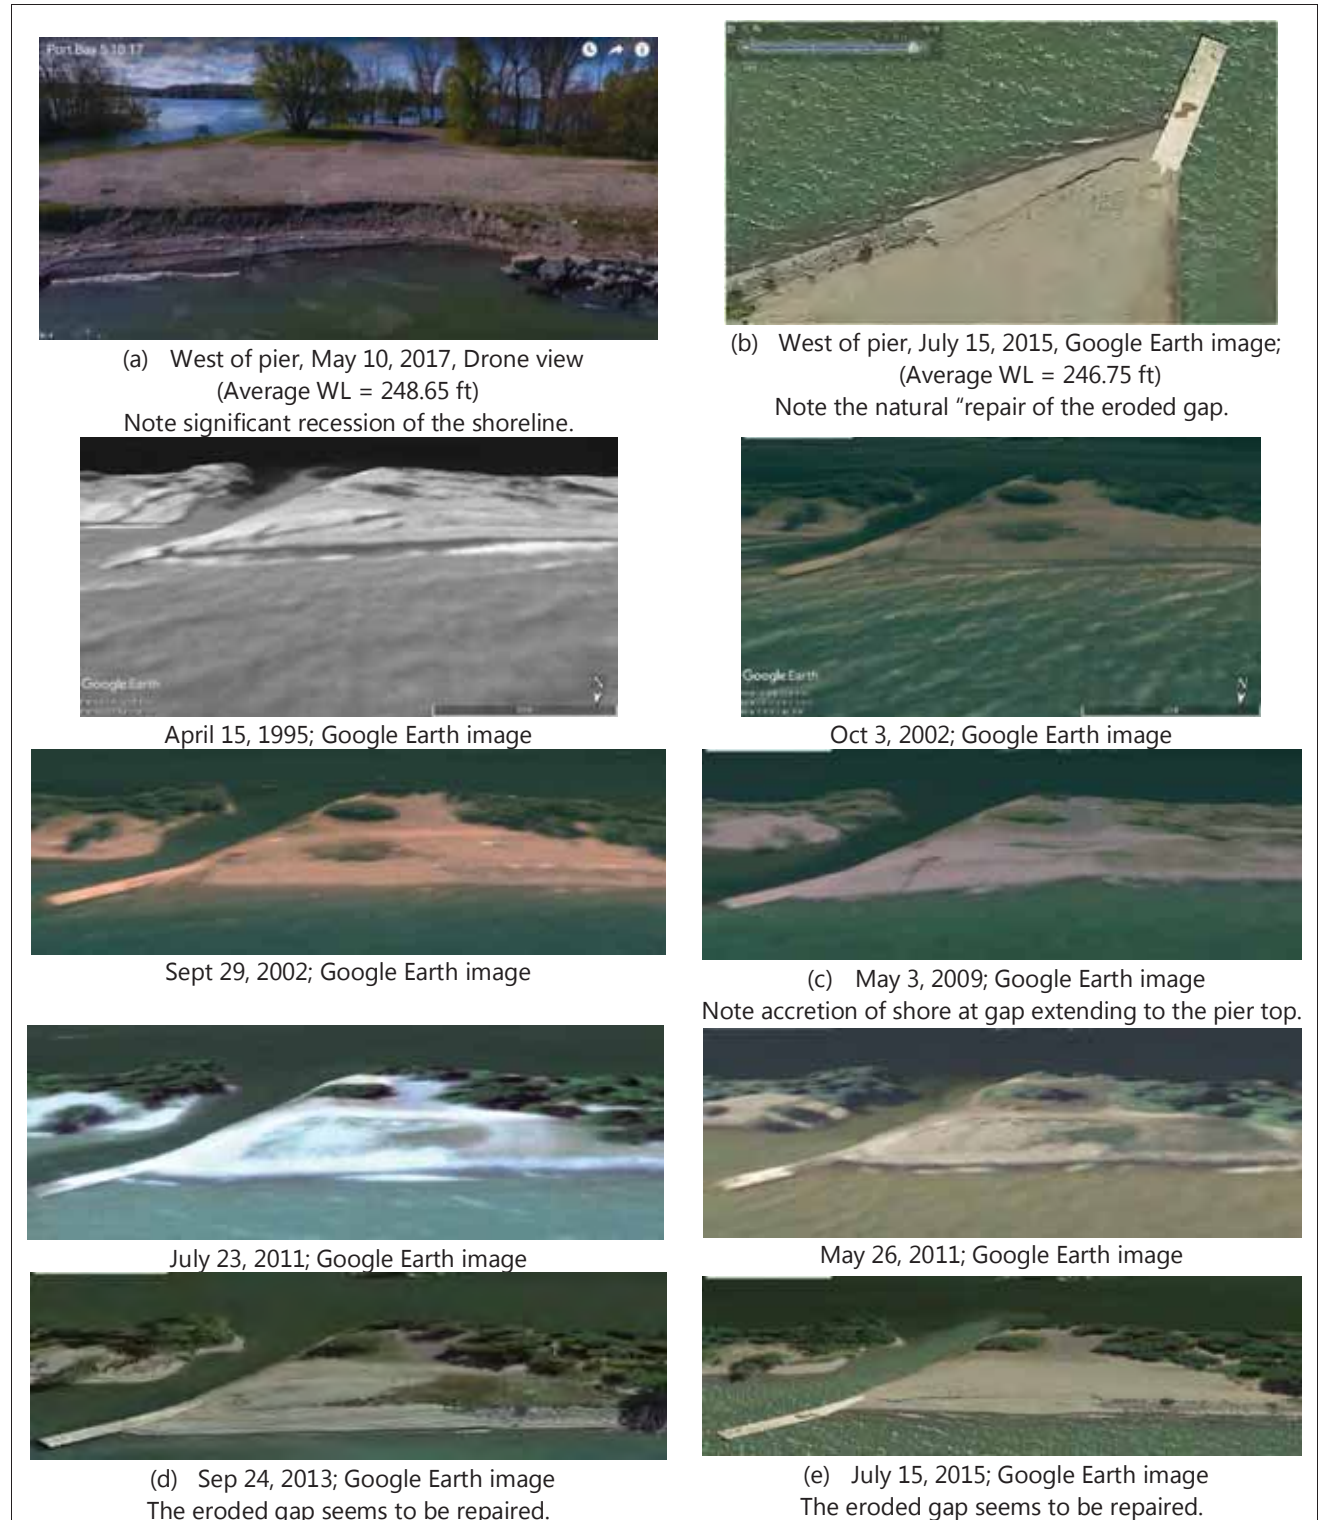 Port Bay 5.10.17
(a) West of pier, May 10, 2017, Drone view
(Average WL = 248.65 ft)
Note significant recession of the shoreline.
(b) West of pier, July 15, 2015, Google Earth image;
(Average WL = 246.75 ft)
Note the natural “repair of the eroded gap.
Google Earth
N
April 15, 1995; Google Earth image
Google Earth
N
Oct 3, 2002; Google Earth image
Sept 29, 2002; Google Earth image
(c) May 3, 2009; Google Earth image
Note accretion of shore at gap extending to the pier top.
July 23, 2011; Google Earth image
May 26, 2011; Google Earth image
(d) Sep 24, 2013; Google Earth image
The eroded gap seems to be repaired.
(e) July 15, 2015; Google Earth image
The eroded gap seems to be repaired.